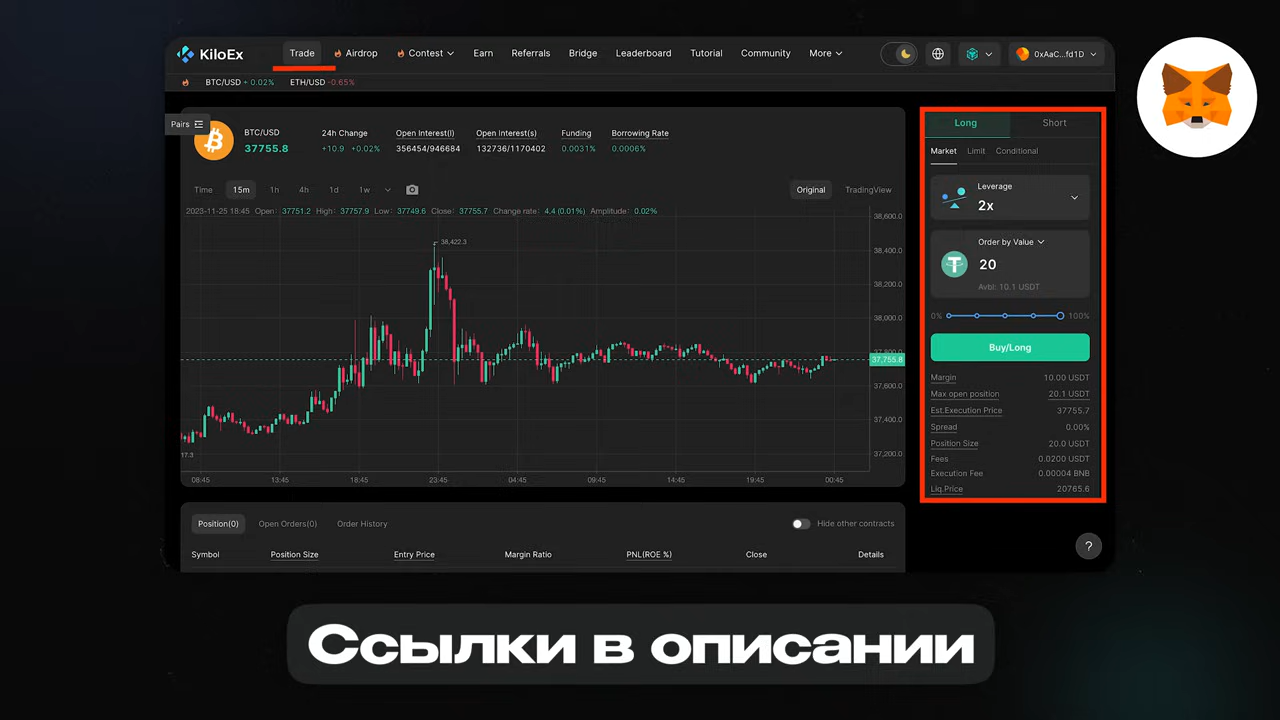 KiloEx Trade Airdrop Contest Earn Referrals Bridge Leaderboard Tutorial Community More 0xAaC...fd1D
BTC/USD + 0.02% ETH/USD -0.65%
Pairs
BTC/USD 24h Change Open Interest(l) Open Interest(s) Funding Borrowing Rate
37755.8 +10.9 +0.02% 356454/946684 132736/1170402 0.0031% 0.0006%
Time 15m 1h 4h 1d 1w Original TradingView
2023-11-25 18:45 Open: 37751.2 High: 37757.9 Low: 37749.6 Close: 37755.7 Change rate: 4.4 (0.01%) Amplitude: 0.02%
38,600.0
38,422.3
38,400.0
38,200.0
38,000.0
37,755.8
37,600.0
37,400.0
17.3
37,200.0
08:45 13:45 18:45 23:45 04:45 09:45 14:45 19:45 00:45
Long Short
Market Limit Conditional
Leverage
2x
Order by Value
20
Avbl: 10.1 USDT
0% 100%
Buy/Long
Margin 10.00 USDT
Max open position 20.1 USDT
Est.Execution Price 37755.7
Spread 0.00%
Position Size 20.0 USDT
Fees 0.0200 USDT
Execution Fee 0.00004 BNB
Liq.Price 20765.6
Position(0) Open Orders(0) Order History Hide other contracts
Symbol Position Size Entry Price Margin Ratio PNL(ROE %) Close Details
?
Ссылки в описании